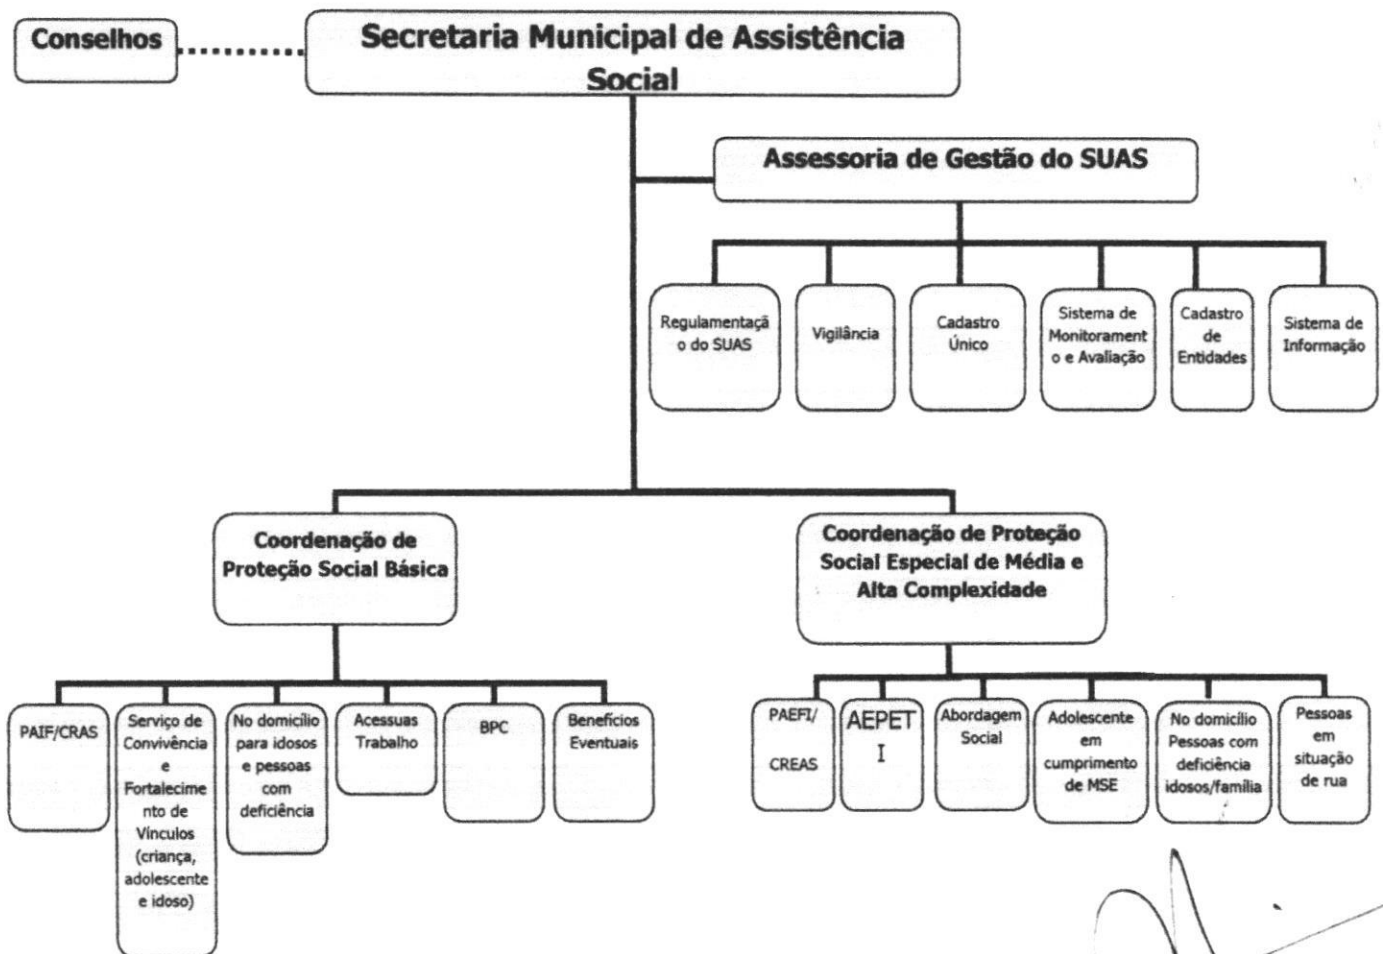 Conselhos
Secretaria Municipal de Assistência
Social
Assessoria de Gestão do SUAS
Regulamentaçã
o do SUAS
Vigilância
Cadastro
Único
Sistema de
Monitorament
o e Avaliação
Cadastro
de
Entidades
Sistema de
Informação
Coordenação de
Proteção Social Básica
Coordenação de Proteção
Social Especial de Média e
Alta Complexidade
PAIF/CRAS
Serviço de
Convivência
e
Fortalecime
nto de
Vínculos
(criança,
adolescente
e idoso)
No domicílio
para idosos
e pessoas
com
deficiência
Acessuas
Trabalho
BPC
Benefícios
Eventuais
PAEFI/
CREAS
AEPET
I
Abordagem
Social
Adolescente
em
cumprimento
de MSE
No domicílio
Pessoas com
deficiência
idosos/família
Pessoas
em
situação
de rua